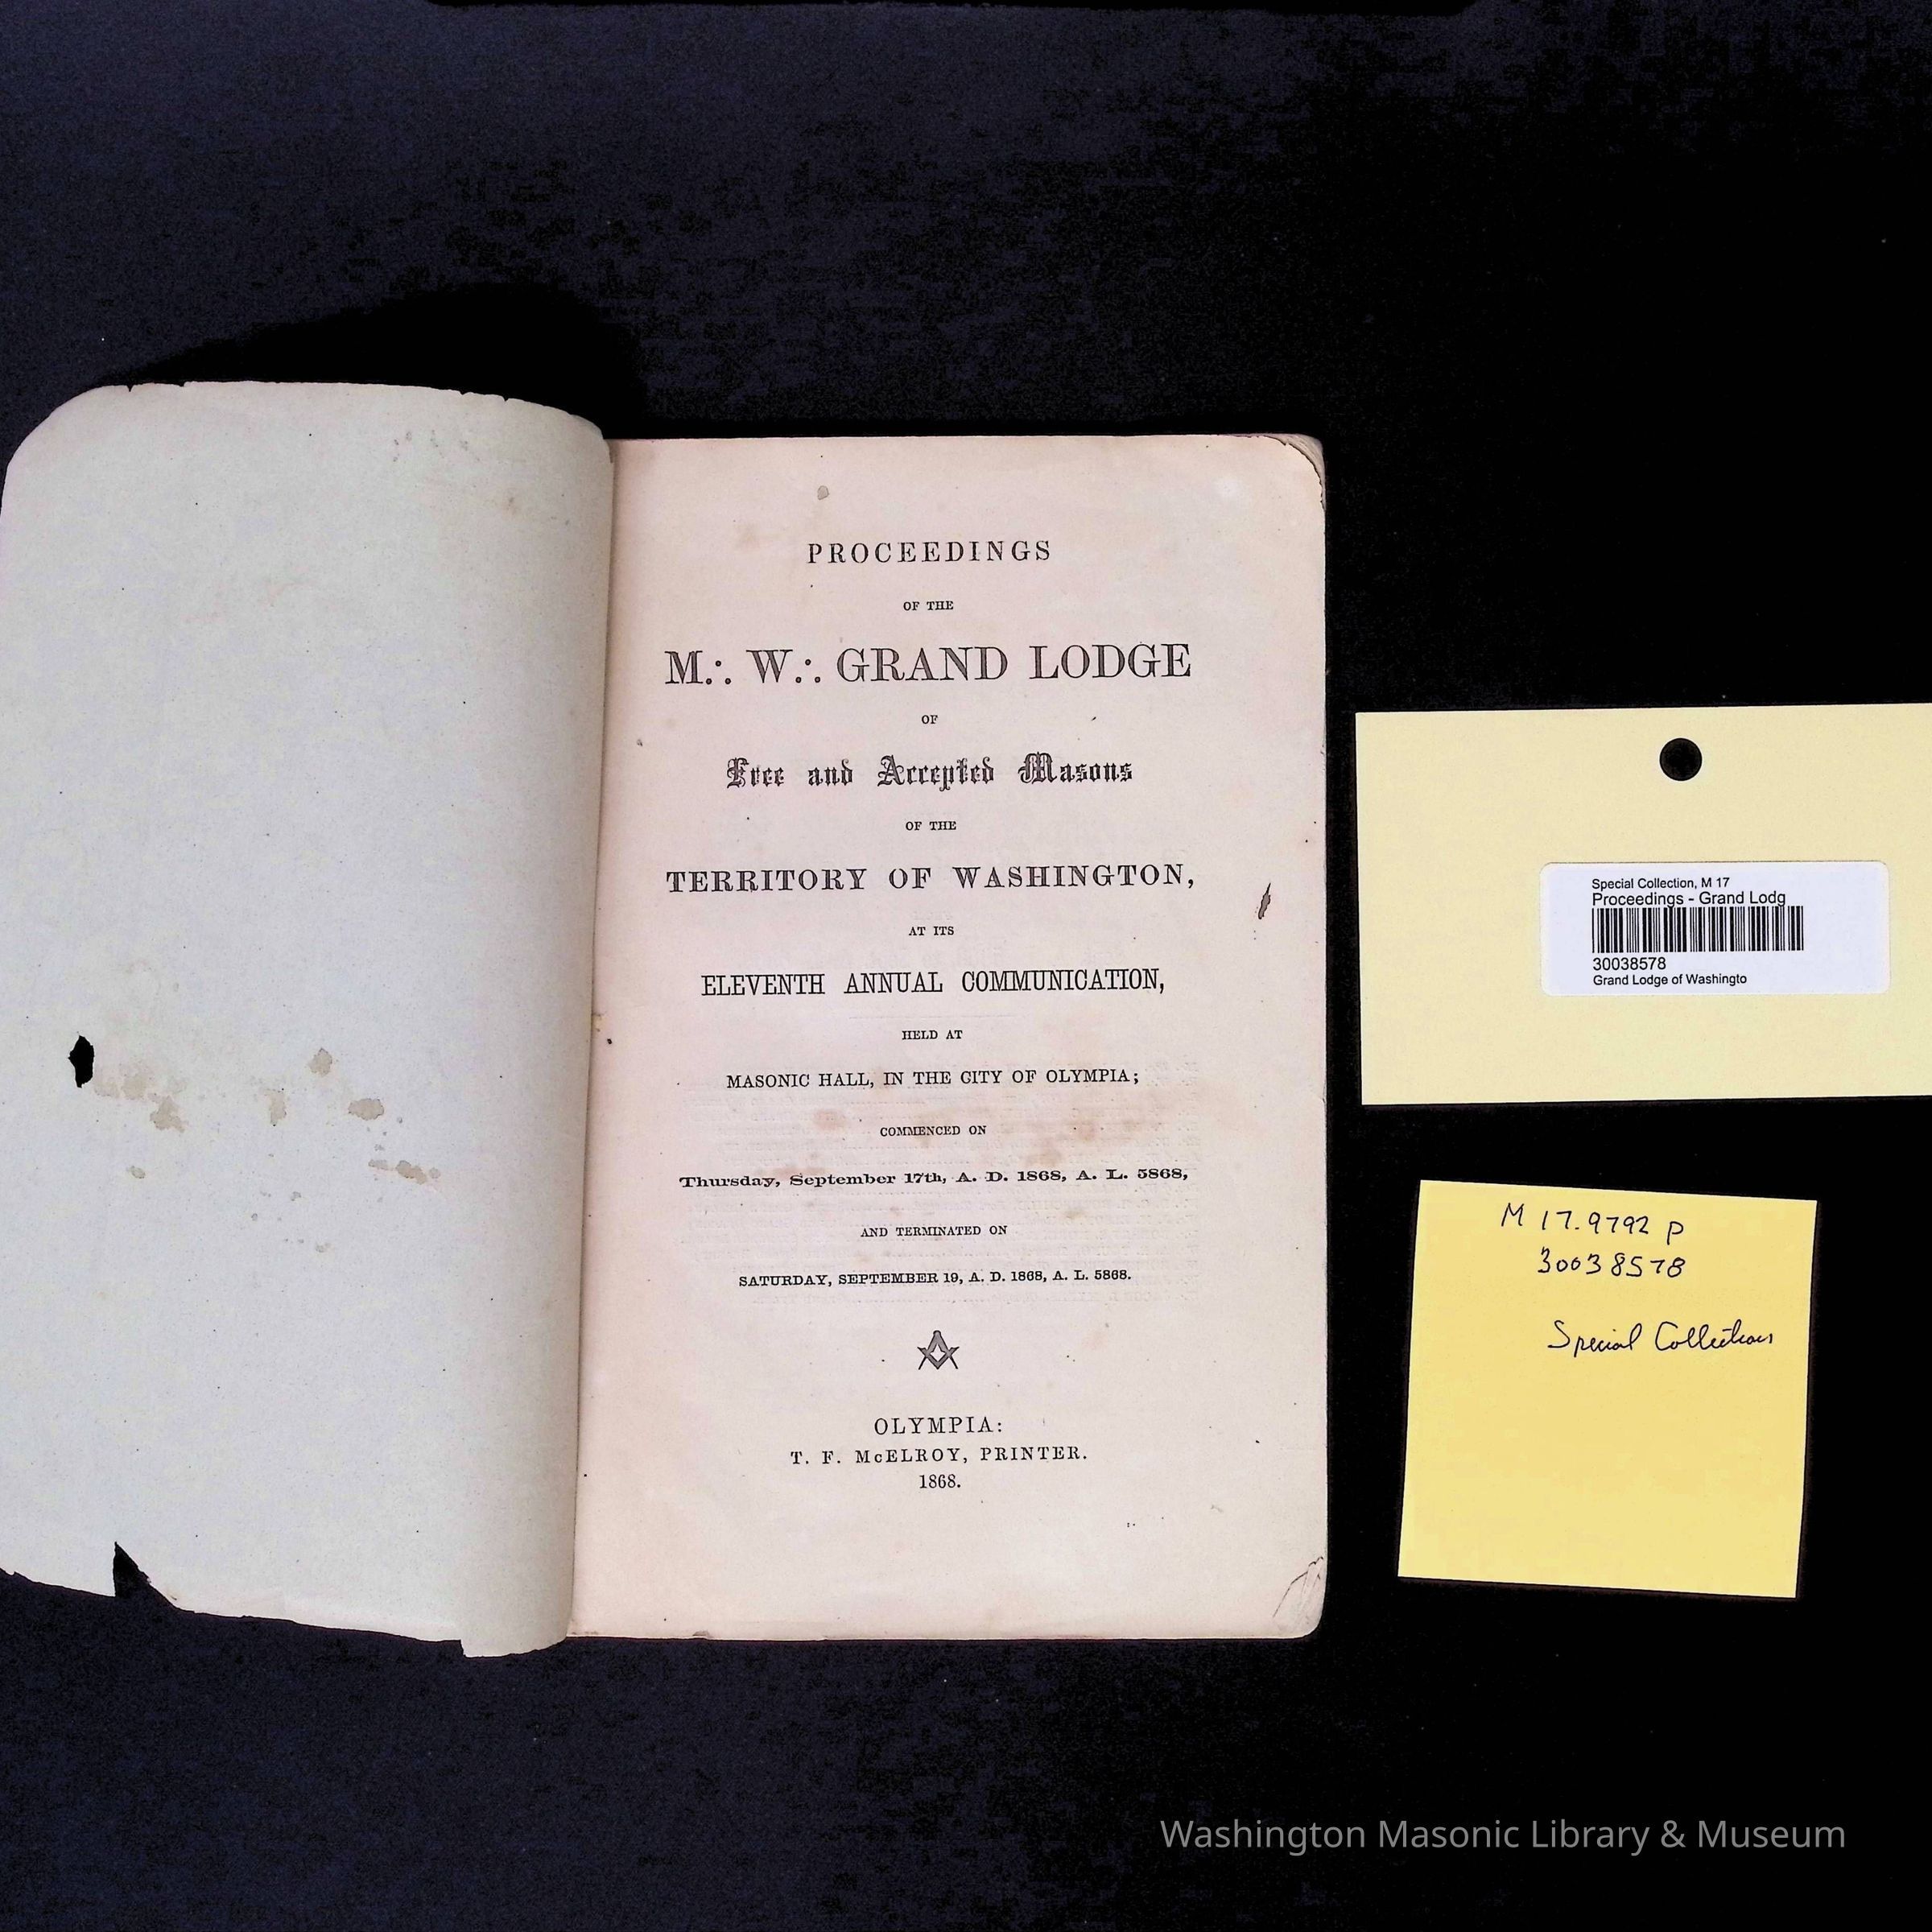 PROCEEDINGS
OF THE
M∴ W∴ GRAND LODGE
OF
Free and Accepted Masons
OF THE
TERRITORY OF WASHINGTON,
AT ITS
ELEVENTH ANNUAL COMMUNICATION,
HELD AT
MASONIC HALL, IN THE CITY OF OLYMPIA;
COMMENCED ON
Thursday, September 17th, A. D. 1868, A. L. 5868,
AND TERMINATED ON
SATURDAY, SEPTEMBER 19, A. D. 1868, A. L. 5868.
OLYMPIA:
T. F. McELROY, PRINTER.
1868.
Special Collection, M 17
Proceedings - Grand Lodg
30038578
Grand Lodge of Washingto
M 17.9792 P
30038578
Special Collections
Washington Masonic Library & Museum